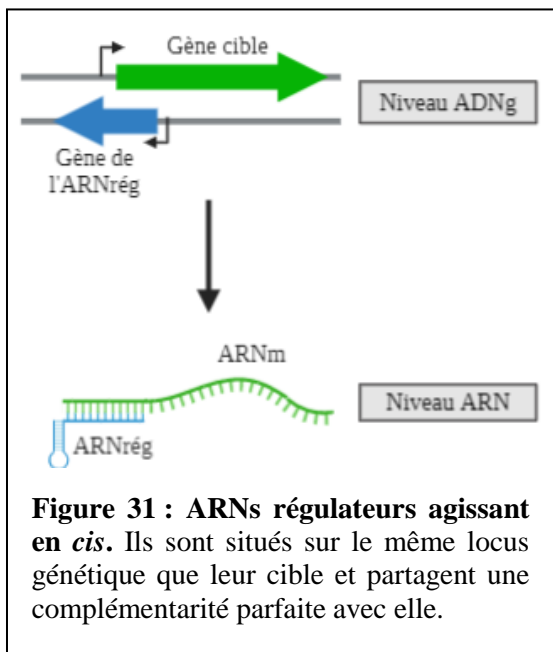 Gène cible
Niveau ADNg
Gène de
l'ARNrég
ARNm
Niveau ARN
ARNrég
Figure 31 : ARNs régulateurs agissant
en cis. Ils sont situés sur le même locus
génétique que leur cible et partagent une
complémentarité parfaite avec elle.